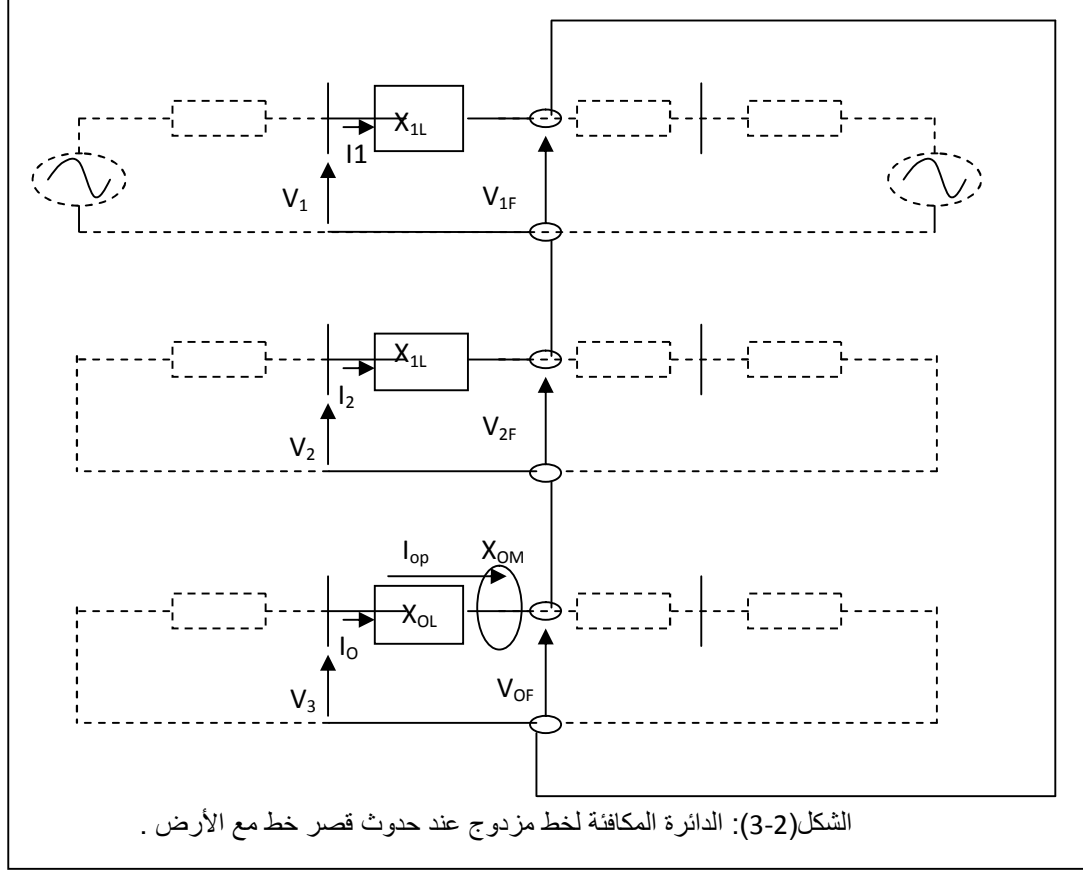 X1L
I1
V1
V1F
X1L
I2
V2
V2F
Iop
XOM
XOL
IO
V3
VOF
الشكل(2-3): الدائرة المكافئة لخط مزدوج عند حدوث قصر خط مع الأرض .